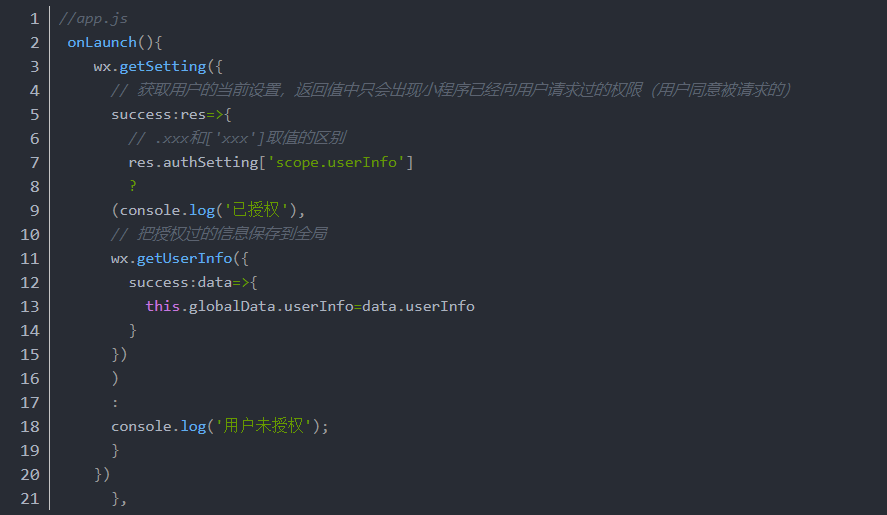 1 //app.js
2 onLaunch(){
3 wx.getSetting({
4 // 获取用户的当前设置，返回值中只会出现小程序已经向用户请求过的权限（用户同意被请求的）
5 success:res=>{
6 // .xxx和['xxx']取值的区别
7 res.authSetting['scope.userInfo']
8 ?
9 (console.log('已授权'),
10 // 把授权过的信息保存到全局
11 wx.getUserInfo({
12 success:data=>{
13 this.globalData.userInfo=data.userInfo
14 }
15 })
16 )
17 :
18 console.log('用户未授权');
19 }
20 })
21 },